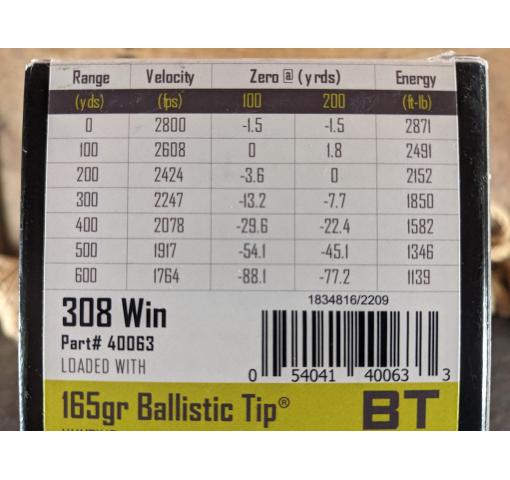 Range Velocity Zero @ (yrds) Energy
(yds) (fps) 100 200 (ft-lb)
0 2800 -1.5 -1.5 2871
100 2608 0 1.8 2491
200 2424 -3.6 0 2152
300 2247 -13.2 -7.7 1850
400 2078 -29.6 -22.4 1582
500 1917 -54.1 -45.1 1346
600 1764 -88.1 -77.2 1139
1834816/2209
308 Win
Part# 40063
LOADED WITH
0 54041 40063 3
165gr Ballistic Tip® BT